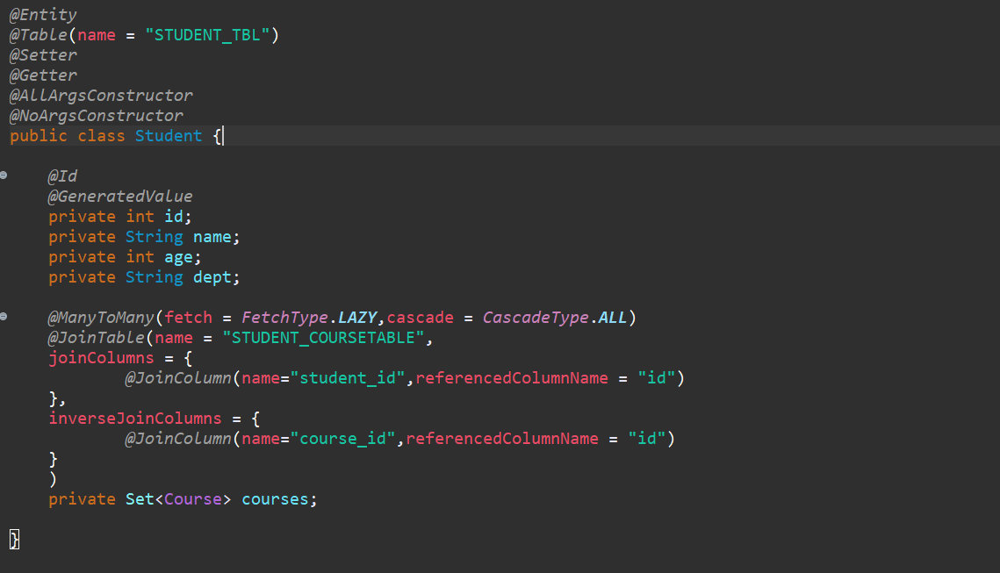 @Entity
@Table(name = "STUDENT_TBL")
@Setter
@Getter
@AllArgsConstructor
@NoArgsConstructor
public class Student {
@Id
@GeneratedValue
private int id;
private String name;
private int age;
private String dept;
@ManyToMany(fetch = FetchType.LAZY,cascade = CascadeType.ALL)
@JoinTable(name = "STUDENT_COURSETABLE",
joinColumns = {
@JoinColumn(name="student_id",referencedColumnName = "id")
},
inverseJoinColumns = {
@JoinColumn(name="course_id",referencedColumnName = "id")
}
)
private Set<Course> courses;
}